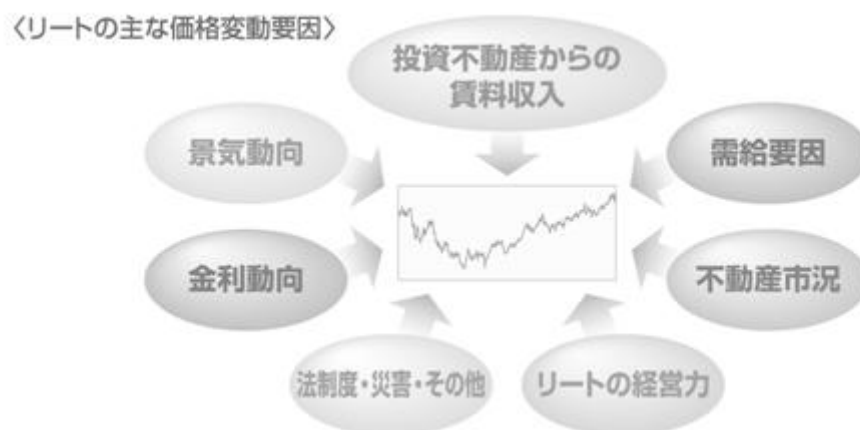 〈リートの主な価格変動要因〉
投資不動産からの
賃料収入
景気動向
需給要因
金利動向
不動産市況
法制度・災害・その他
リートの経営力